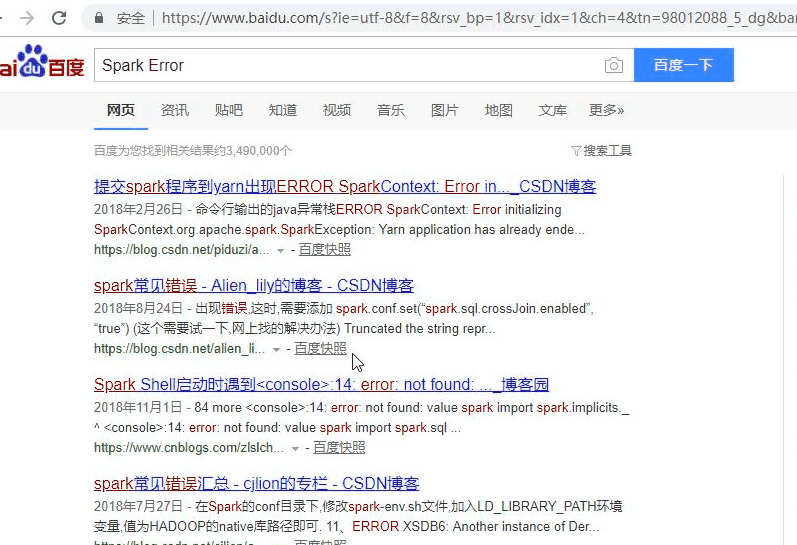 安全 | https://www.baidu.com/s?ie=utf-8&f=8&rsv_bp=1&rsv_idx=1&ch=4&tn=98012088_5_dg&bar
ai du 百度 Spark Error 百度一下
网页 资讯 贴吧 知道 视频 音乐 图片 地图 文库 更多»
百度为您找到相关结果约3,490,000个 搜索工具
提交spark程序到yarn出现ERROR SparkContext: Error in..._CSDN博客
2018年2月26日 - 命令行输出的java异常栈ERROR SparkContext: Error initializing
SparkContext.org.apache.spark.SparkException: Yarn application has already ende...
https://blog.csdn.net/piduzi/a... - 百度快照
spark常见错误 - Alien_lily的博客 - CSDN博客
2018年8月24日 - 出现错误,这时,需要添加 spark.conf.set(“spark.sql.crossJoin.enabled”,
“true”) (这个需要试一下,网上找的解决办法) Truncated the string repr...
https://blog.csdn.net/alien_li... - 百度快照
Spark Shell启动时遇到<console>:14: error: not found: ..._博客园
2018年11月1日 - 84 more <console>:14: error: not found: value spark import spark.implicits._
^ <console>:14: error: not found: value spark import spark.sql ...
https://www.cnblogs.com/zlslch... - 百度快照
spark常见错误汇总 - cjlion的专栏 - CSDN博客
2018年7月27日 - 在Spark的conf目录下,修改spark-env.sh文件,加入LD_LIBRARY_PATH环境
变量,值为HADOOP的native库路径即可. 11、ERROR XSDB6: Another instance of Der...